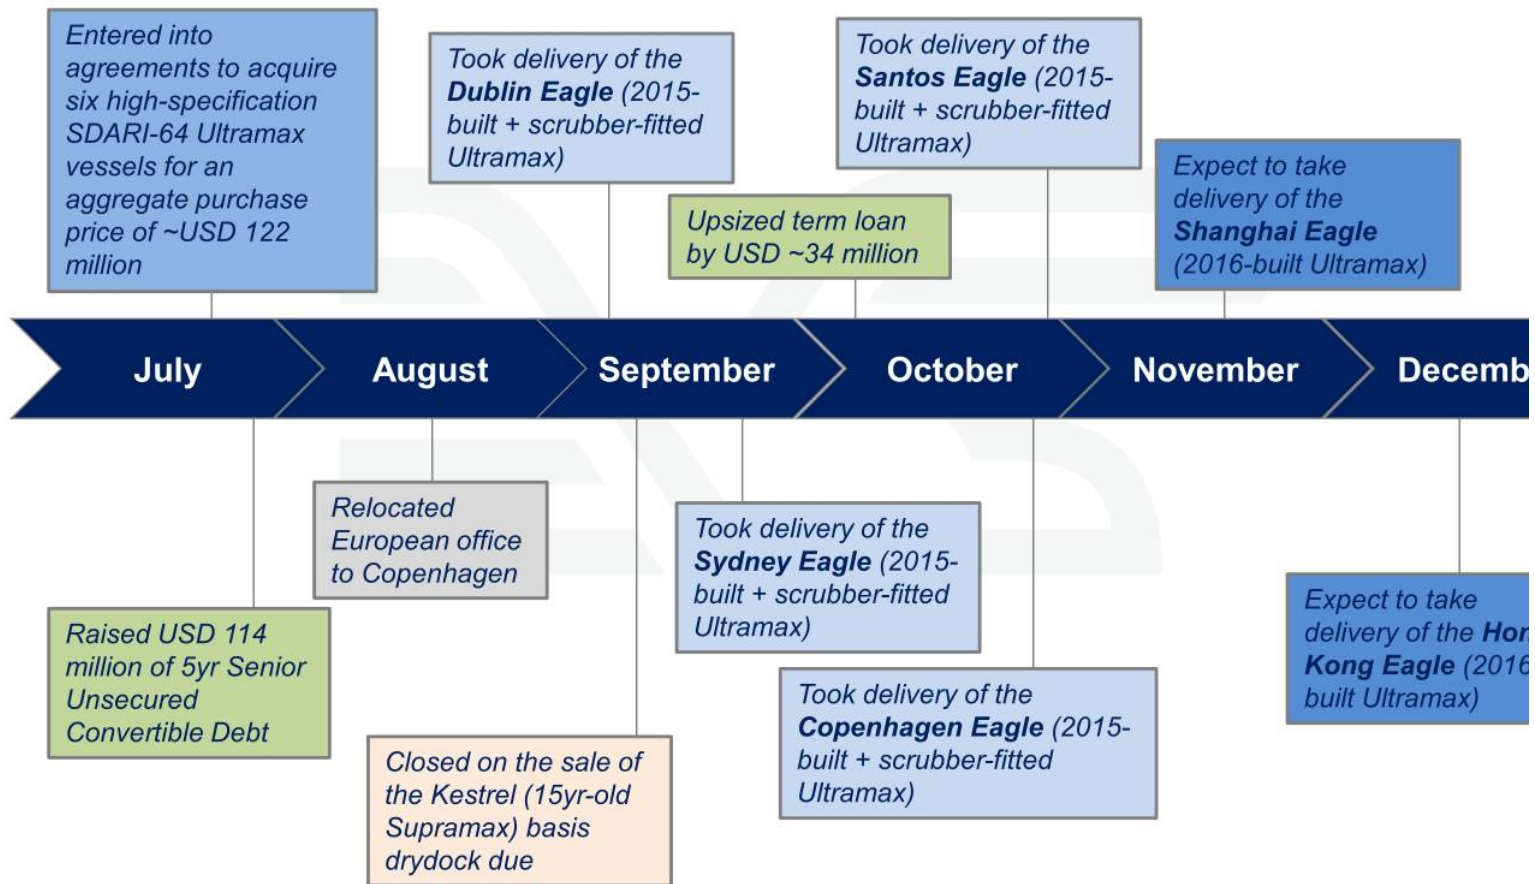 Entered into
agreements to acquire
six high-specification
SDARI-64 Ultramax
vessels for an
aggregate purchase
price of ~USD 122
million
Took delivery of the
Dublin Eagle (2015-
built + scrubber-fitted
Ultramax)
Upsized term loan
by USD ~34 million
Took delivery of the
Santos Eagle (2015-
built + scrubber-fitted
Ultramax)
Expect to take
delivery of the
Shanghai Eagle
(2016-built Ultramax)
July
August
September
October
November
Decemb
Raised USD 114
million of 5yr Senior
Unsecured
Convertible Debt
Relocated
European office
to Copenhagen
Closed on the sale of
the Kestrel (15yr-old
Supramax) basis
drydock due
Took delivery of the
Sydney Eagle (2015-
built + scrubber-fitted
Ultramax)
Took delivery of the
Copenhagen Eagle (2015-
built + scrubber-fitted
Ultramax)
Expect to take
delivery of the Hon
Kong Eagle (2016
built Ultramax)